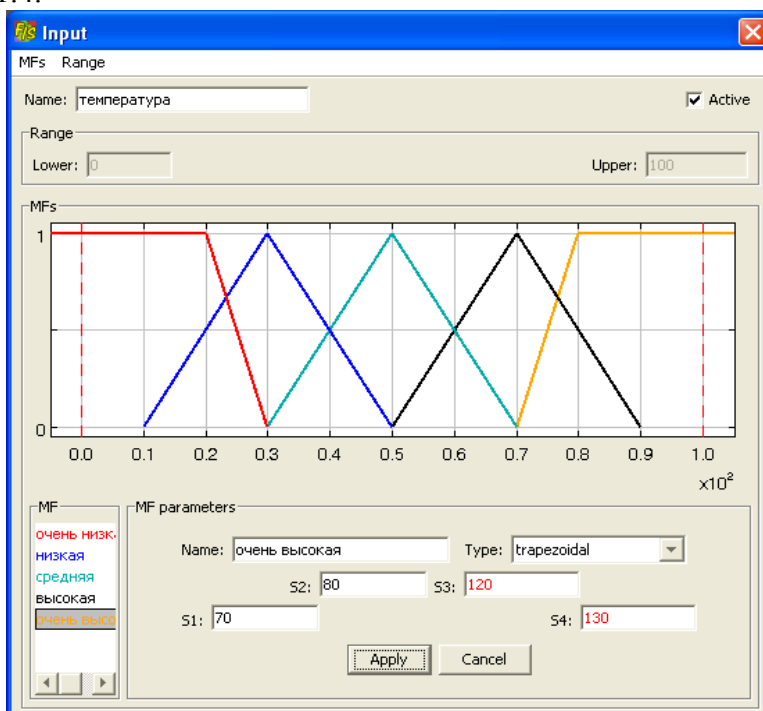 Input
MFs Range
Name: температура Active
Range
Lower: 0 Upper: 100
MFs
1
0
0.0 0.1 0.2 0.3 0.4 0.5 0.6 0.7 0.8 0.9 1.0
x10²
MF
очень низк
низкая
средняя
высокая
очень высо
MF parameters
Name: очень высокая Type: trapezoidal
S2: 80 S3: 120
S1: 70 S4: 130
Apply Cancel